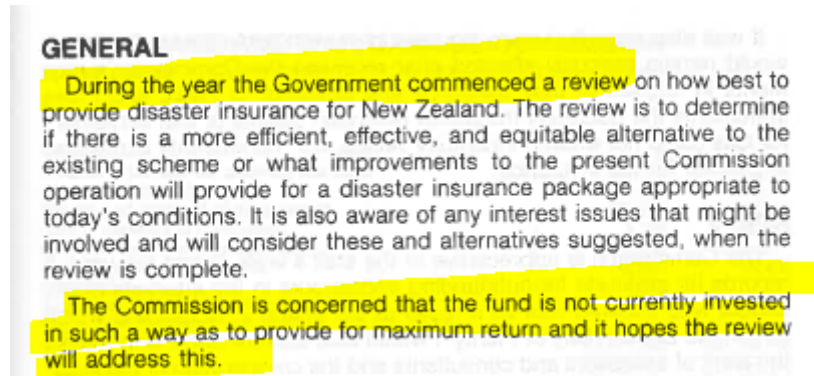 GENERAL
During the year the Government commenced a review on how best to
provide disaster insurance for New Zealand. The review is to determine
if there is a more efficient, effective, and equitable alternative to the
existing scheme or what improvements to the present Commission
operation will provide for a disaster insurance package appropriate to
today's conditions. It is also aware of any interest issues that might be
involved and will consider these and alternatives suggested, when the
review is complete.
The Commission is concerned that the fund is not currently invested
in such a way as to provide for maximum return and it hopes the review
will address this.